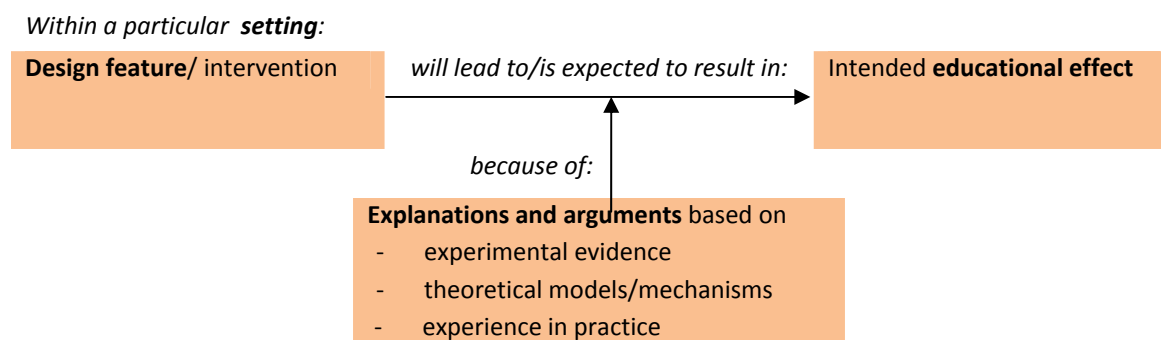 Within a particular setting:
Design feature/ intervention
will lead to/is expected to result in:
Intended educational effect
because of:
Explanations and arguments based on
- experimental evidence
- theoretical models/mechanisms
- experience in practice